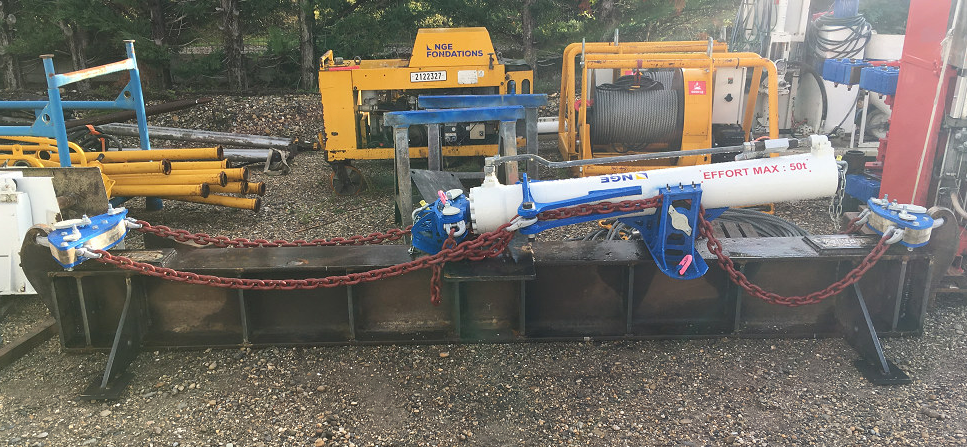 NGE
FONDATIONS
2122327
NGE
EFFORT MAX : 50t